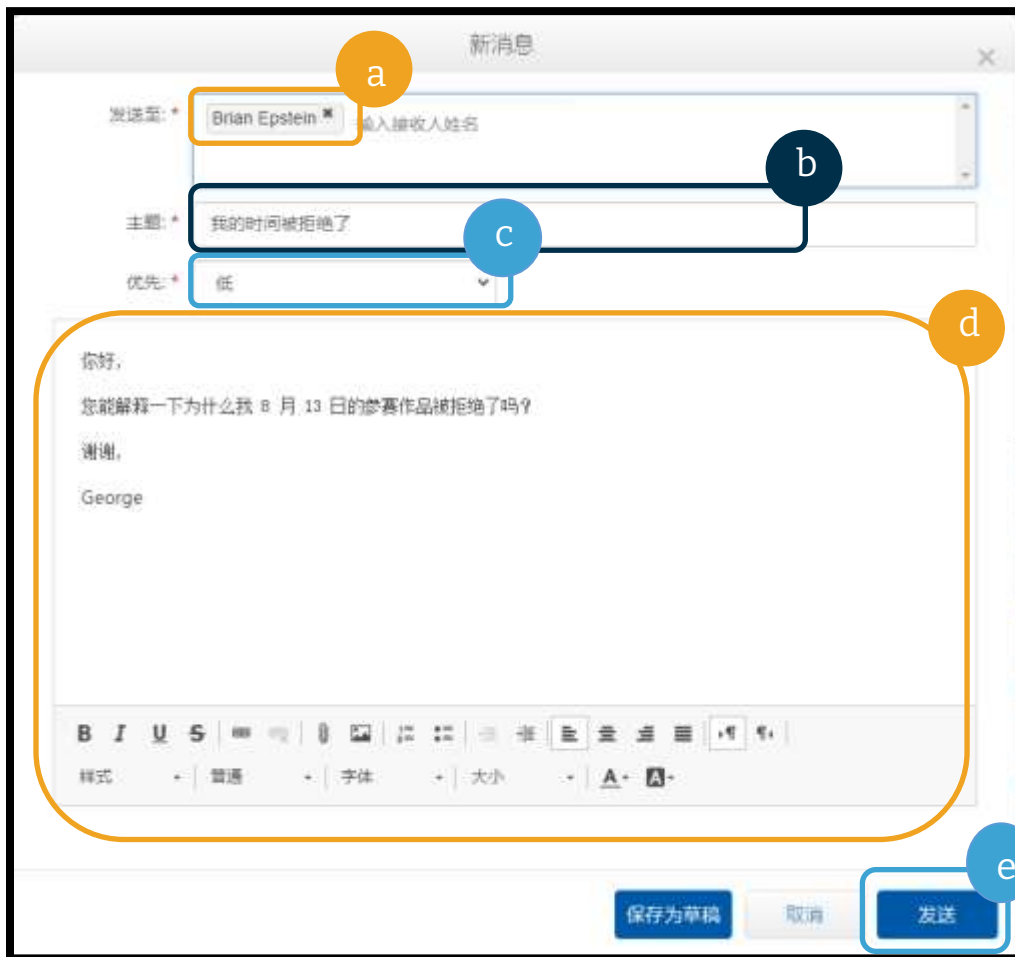 新消息
a
发送至: * Brian Epstein ✖ 输入接收人姓名
b
主题: * 我的时间被拒绝了
c
优先: * 低
d
你好，
您能解释一下为什么我 8 月 13 日的参赛作品被拒绝了吗？
谢谢，
George
B I U S
样式 普通 字体 大小 A A
e
保存为草稿 取消 发送